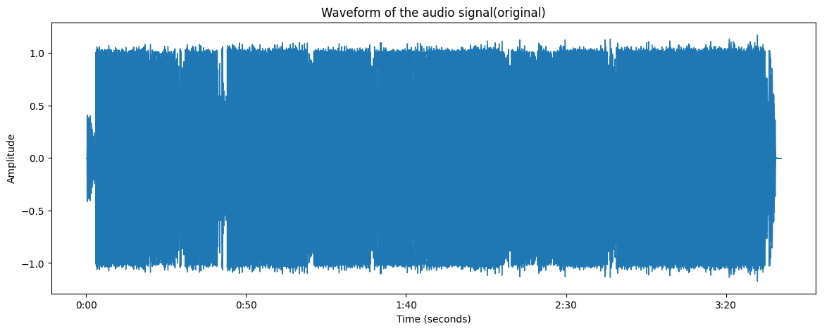 Waveform of the audio signal(original)
1.0
0.5
0.0
−0.5
−1.0
Amplitude
0:00 0:50 1:40 2:30 3:20
Time (seconds)